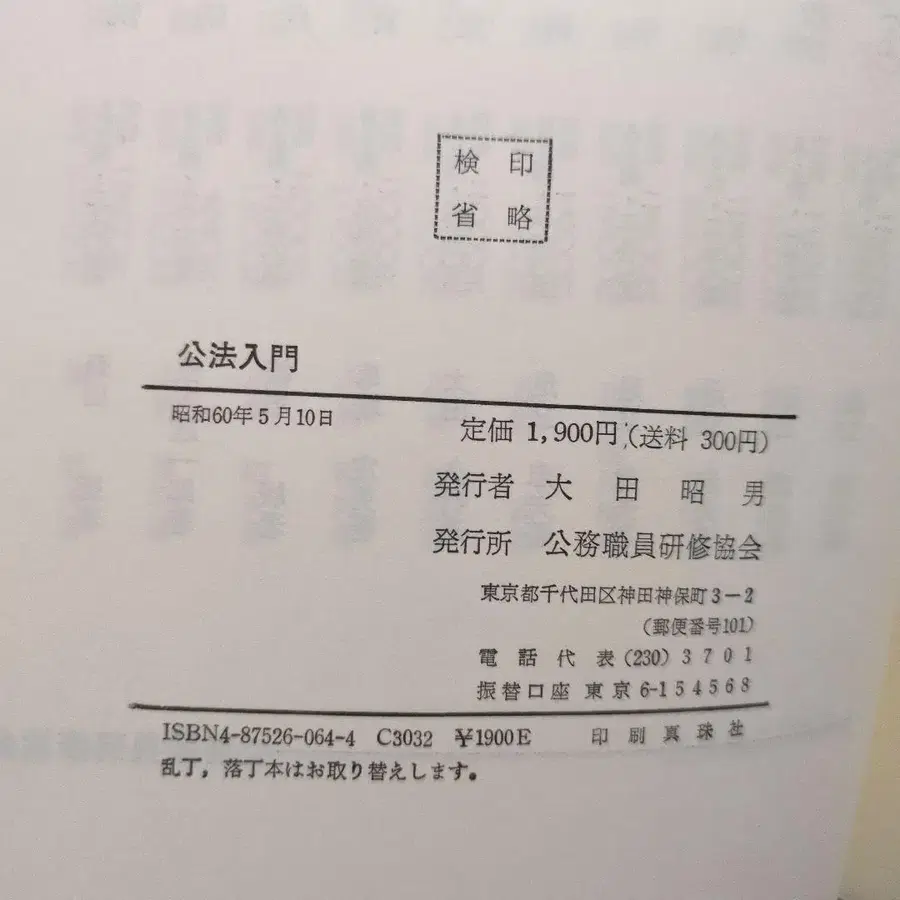 検印
省略
公法入門
昭和60年5月10日
定価 1,900円 (送料 300円)
発行者 大田昭男
発行所 公務職員研修協会
東京都千代田区神田神保町3-2
(郵便番号101)
電話代表 (230) 3701
振替口座 東京6-154568
ISBN4-87526-064-4 C3032 ¥1900E 印刷 真珠社
乱丁,落丁本はお取り替えします。